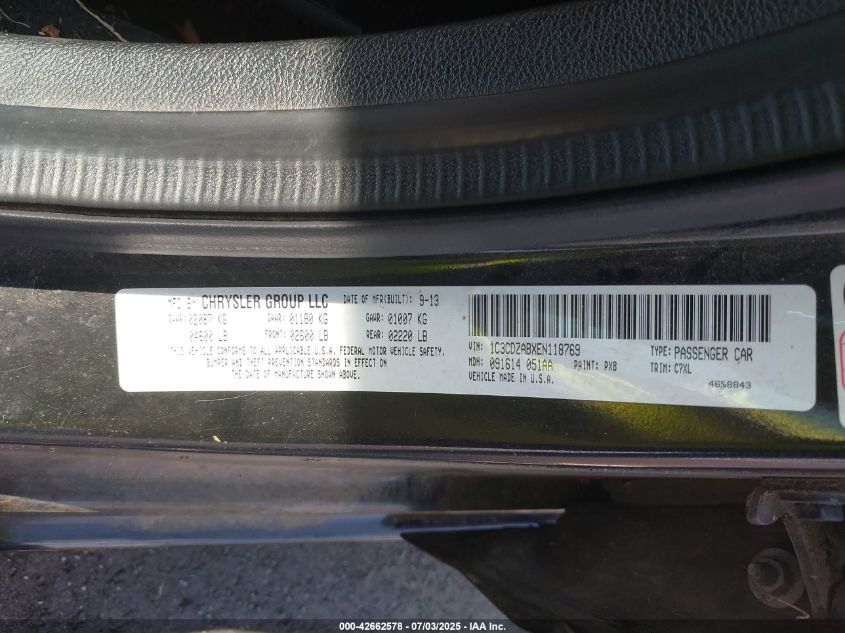 MFD BY CHRYSLER GROUP LLC DATE OF MFR(BUILT): 9-13
GVWR: 02087 KG GAWR: 01180 KG GAWR: 01007 KG
04600 LB FRONT: 02600 LB REAR: 02220 LB
THIS VEHICLE CONFORMS TO ALL APPLICABLE U.S.A. FEDERAL MOTOR VEHICLE SAFETY,
BUMPER AND THEFT PREVENTION STANDARDS IN EFFECT ON
THE DATE OF MANUFACTURE SHOWN ABOVE.
VIN: 1C3CDZABXEN118769 TYPE: PASSENGER CAR
MDH: 091614 051AA PAINT: PX8 TRIM: C7XL
VEHICLE MADE IN U.S.A. 4658843
000-42662578 | 07/03/2025 - IAA Inc.